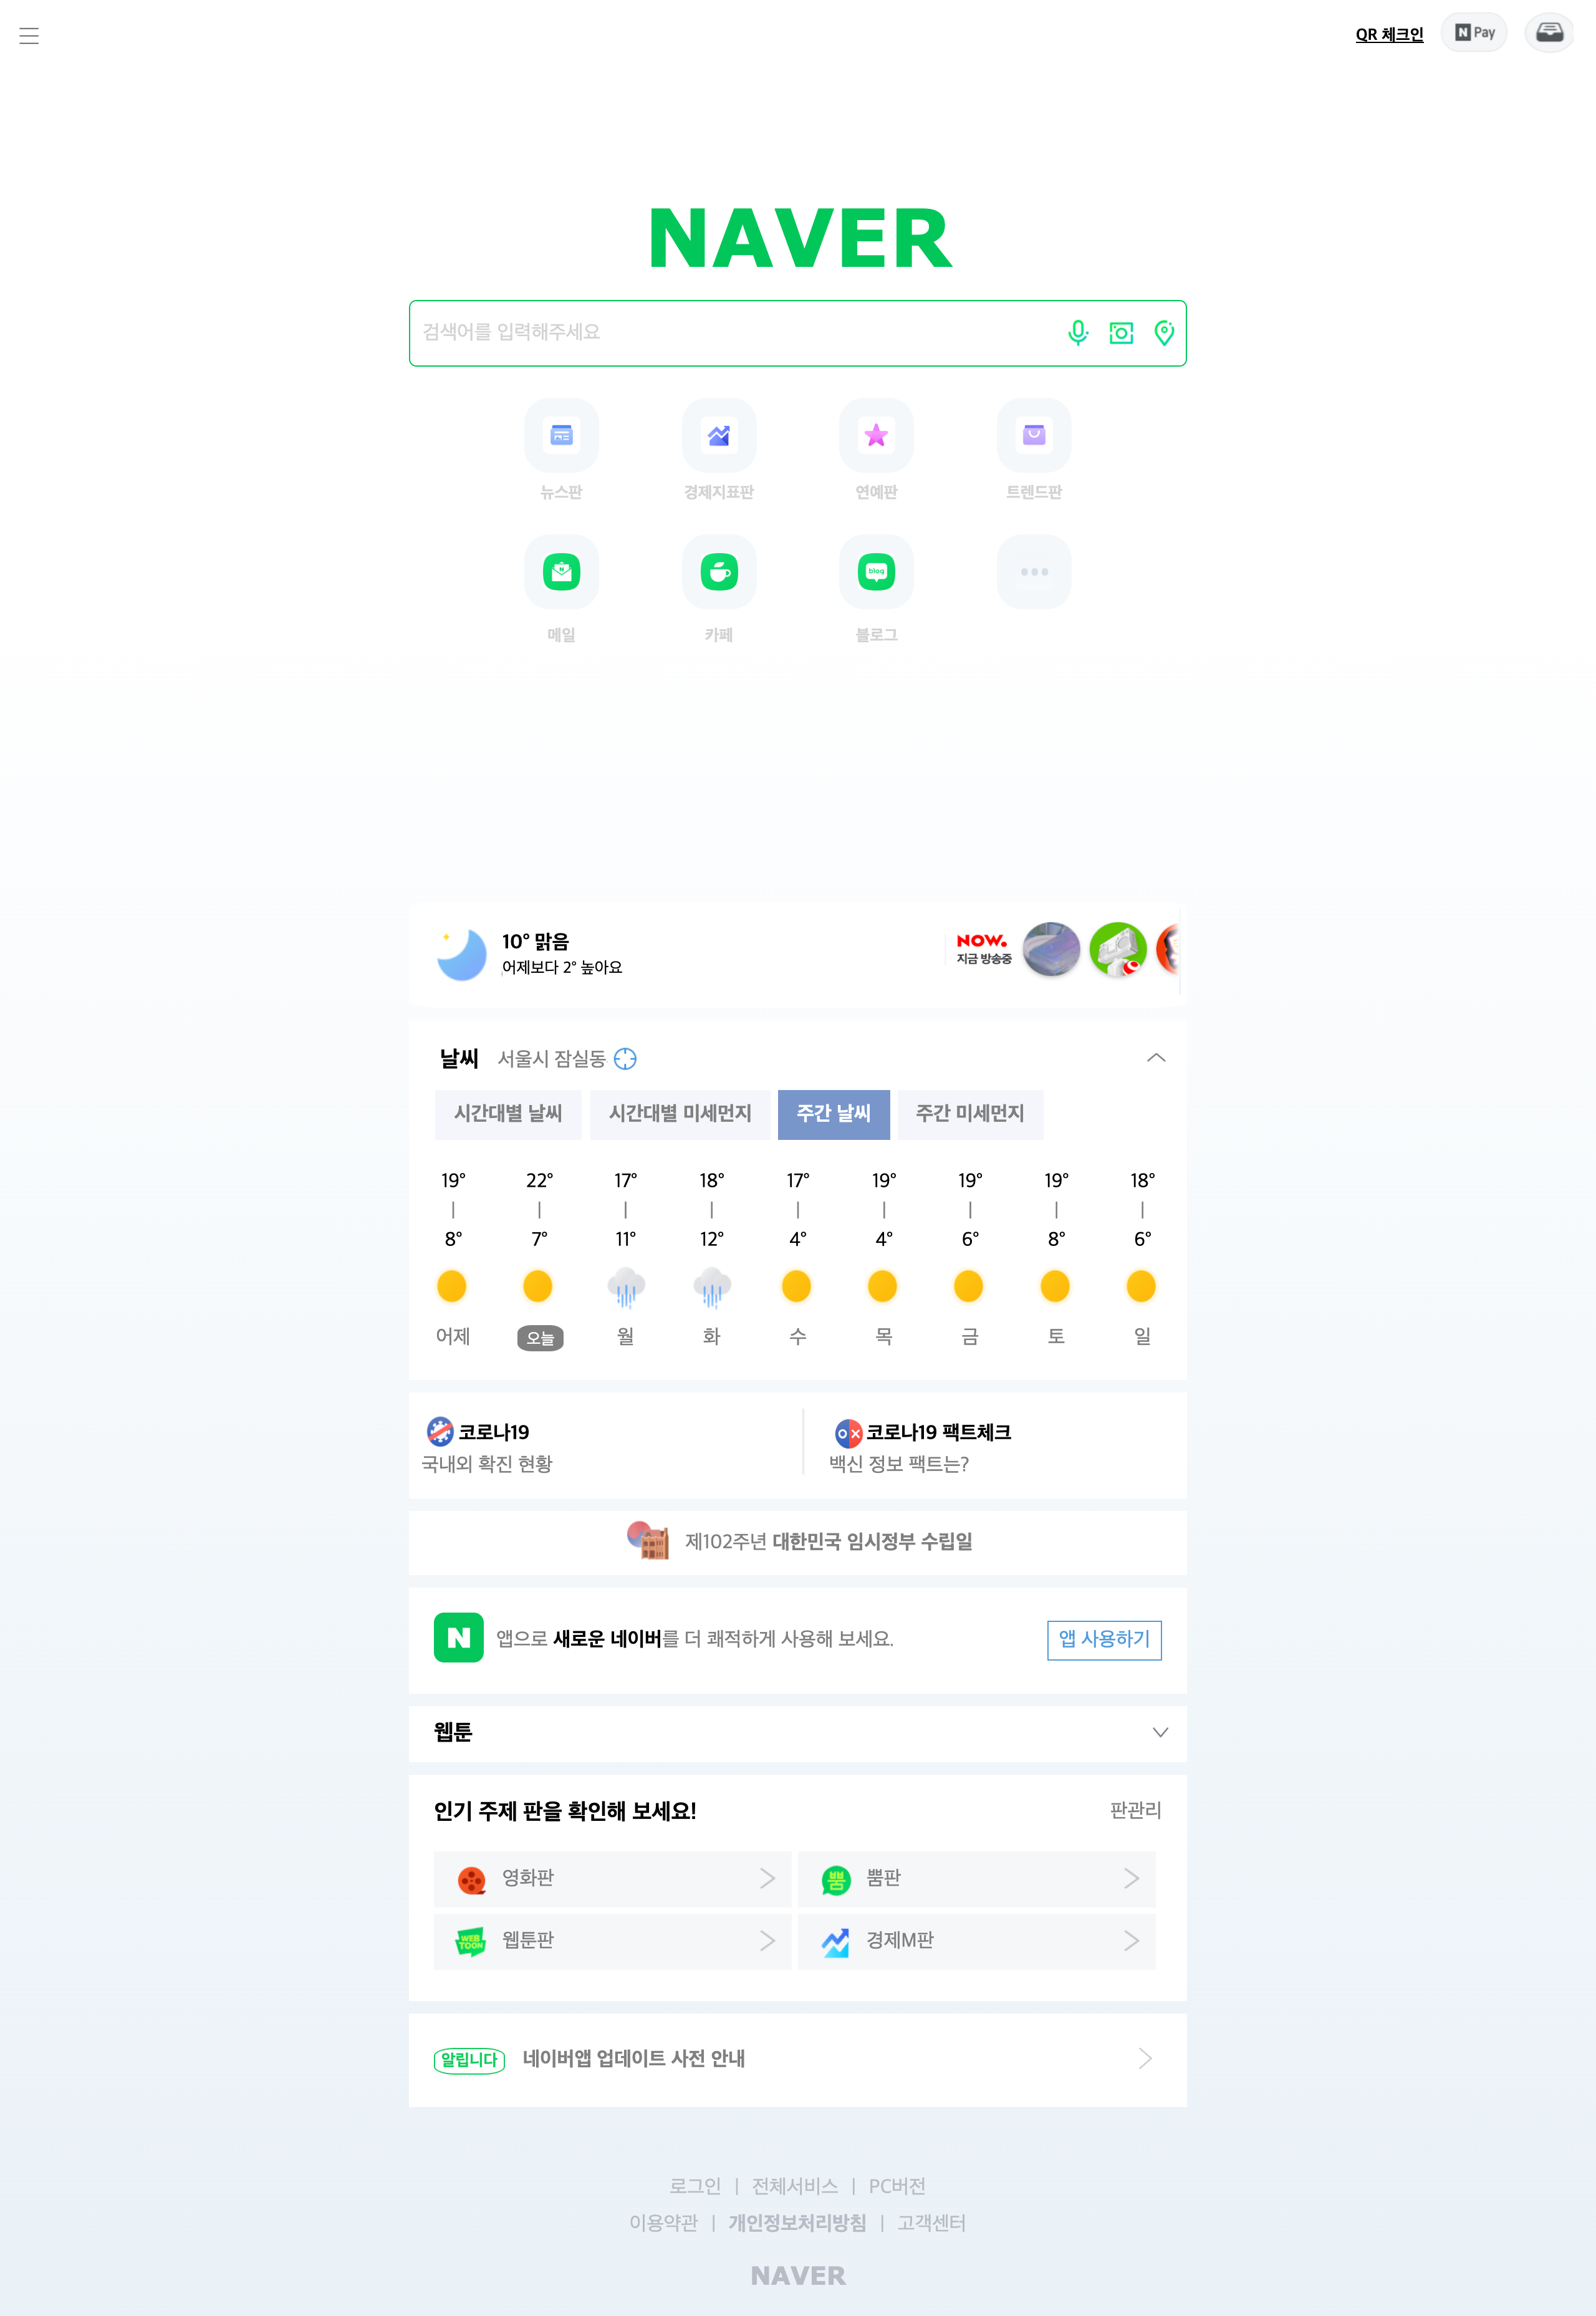 QR 체크인
N Pay
NAVER
검색어를 입력해주세요
뉴스판 경제지표판 연예판 트렌드판
blog
메일 카페 블로그
10° 맑음
어제보다 2° 높아요
NOW.
지금 방송중
날씨 서울시 잠실동
시간대별 날씨 시간대별 미세먼지 주간 날씨 주간 미세먼지
19° 22° 17° 18° 17° 19° 19° 19° 18°
8° 7° 11° 12° 4° 4° 6° 8° 6°
어제 오늘 월 화 수 목 금 토 일
코로나19
국내외 확진 현황
O X 코로나19 팩트체크
백신 정보 팩트는?
제102주년 대한민국 임시정부 수립일
N 앱으로 새로운 네이버를 더 쾌적하게 사용해 보세요. 앱 사용하기
웹툰
인기 주제 판을 확인해 보세요! 판관리
영화판 뿜 뿜판
WEB TOON 웹툰판 경제M판
알립니다 네이버앱 업데이트 사전 안내
로그인 | 전체서비스 | PC버전
이용약관 | 개인정보처리방침 | 고객센터
NAVER